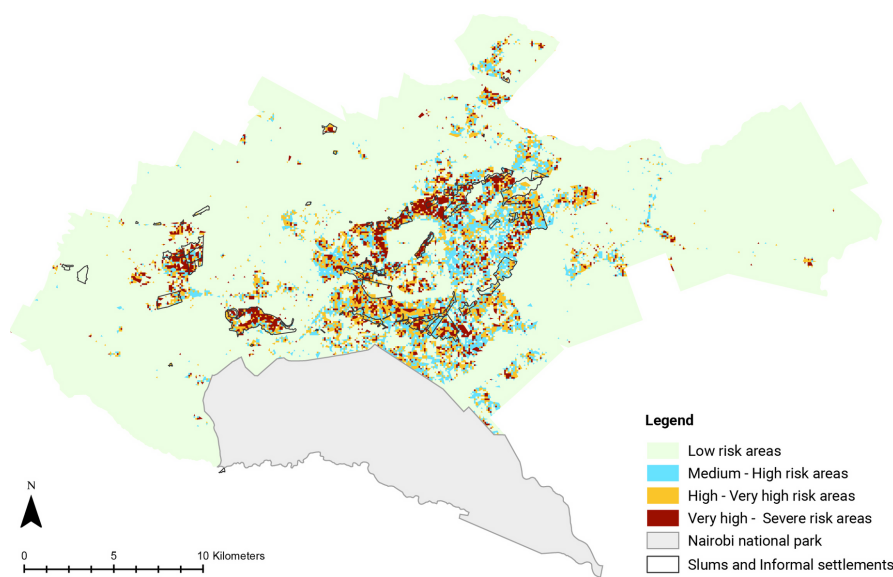 Legend
Low risk areas
Medium - High risk areas
High - Very high risk areas
Very high - Severe risk areas
Nairobi national park
Slums and Informal settlements
N
0 5 10 Kilometers